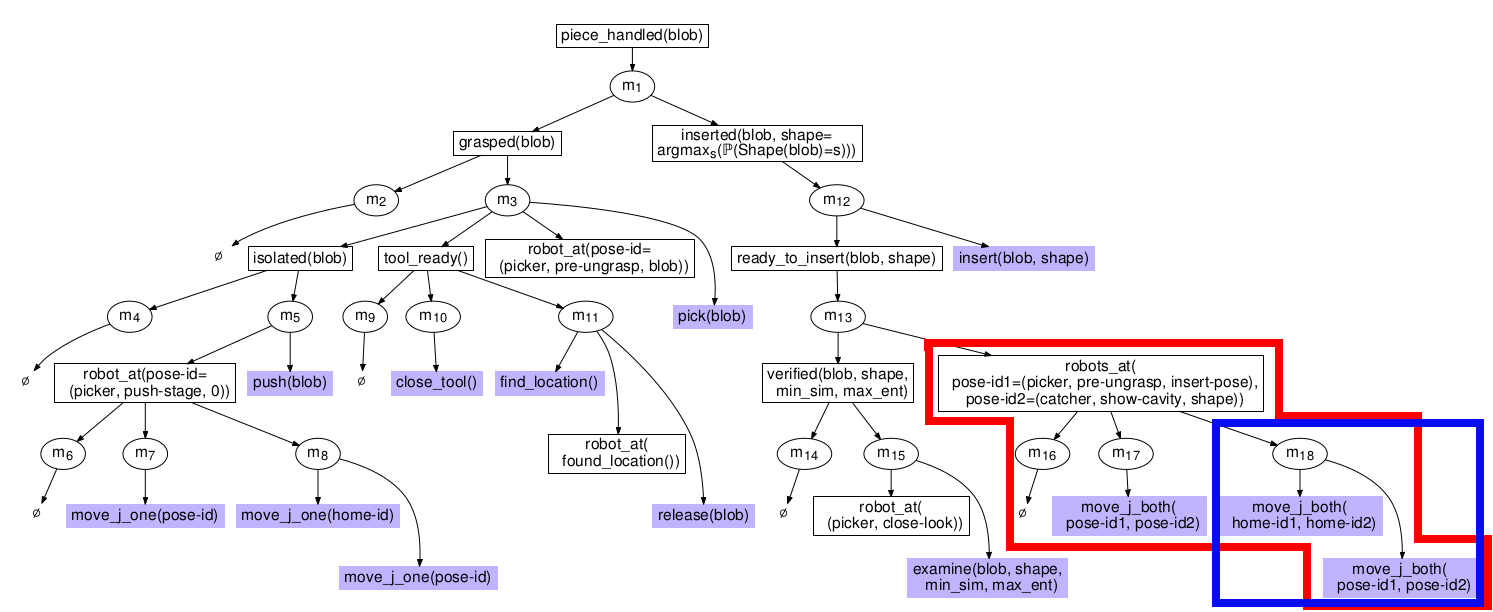 piece_handled(blob)
m1
grasped(blob)
inserted(blob, shape=
argmaxs(ℙ(Shape(blob)=s)))
m2
m3
m12
∅
isolated(blob)
tool_ready()
robot_at(pose-id=
(picker, pre-ungrasp, blob))
ready_to_insert(blob, shape)
insert(blob, shape)
m4
m5
m9
m10
m11
pick(blob)
m13
∅
robot_at(pose-id=
(picker, push-stage, 0))
push(blob)
∅
close_tool()
find_location()
verified(blob, shape,
min_sim, max_ent)
robots_at(
pose-id1=(picker, pre-ungrasp, insert-pose),
pose-id2=(catcher, show-cavity, shape))
m6
m7
m8
robot_at(
found_location())
m14
m15
m16
m17
m18
∅
move_j_one(pose-id)
move_j_one(home-id)
release(blob)
∅
robot_at(
(picker, close-look))
∅
move_j_both(
pose-id1, pose-id2)
move_j_both(
home-id1, home-id2)
move_j_one(pose-id)
examine(blob, shape,
min_sim, max_ent)
move_j_both(
pose-id1, pose-id2)